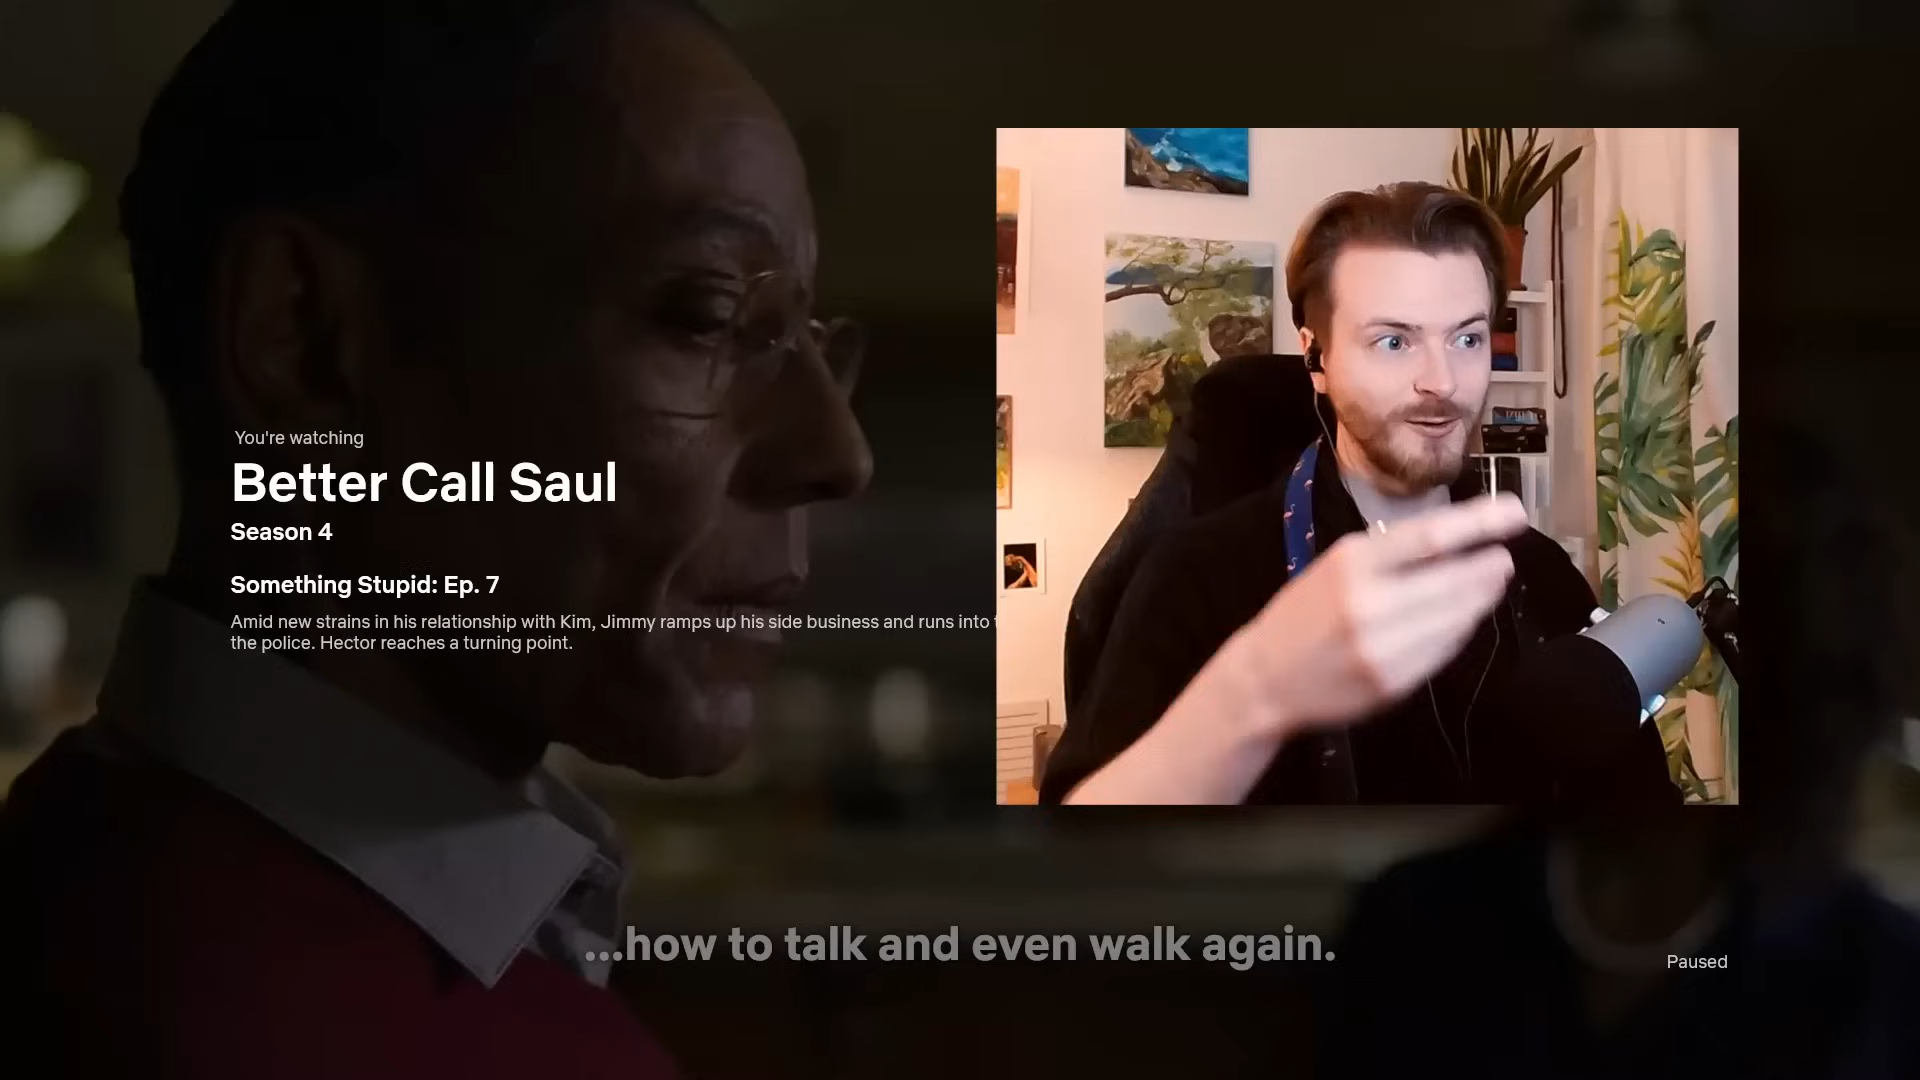 You're watching
Better Call Saul
Season 4
Something Stupid: Ep. 7
Amid new strains in his relationship with Kim, Jimmy ramps up his side business and runs into
the police. Hector reaches a turning point.
...how to talk and even walk again.
Paused